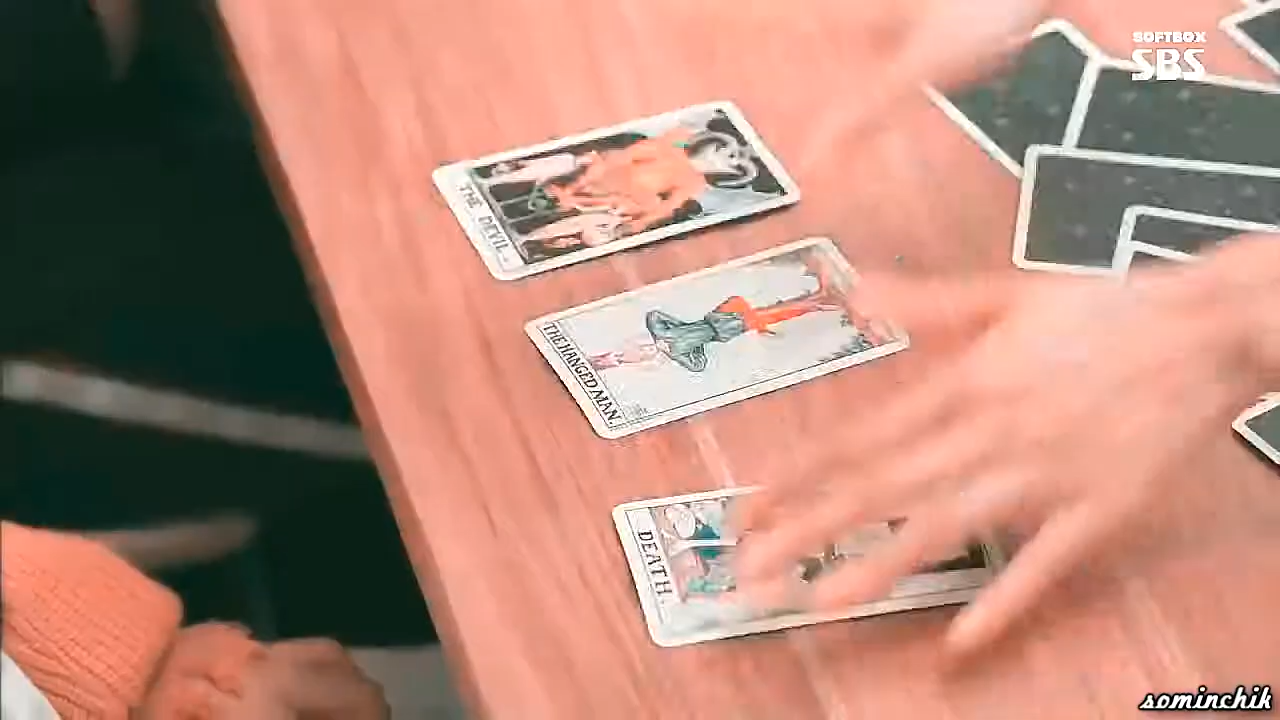 SOFTBOX
SBS
THE DEVIL.
THE HANGED MAN.
DEATH.
sominchik